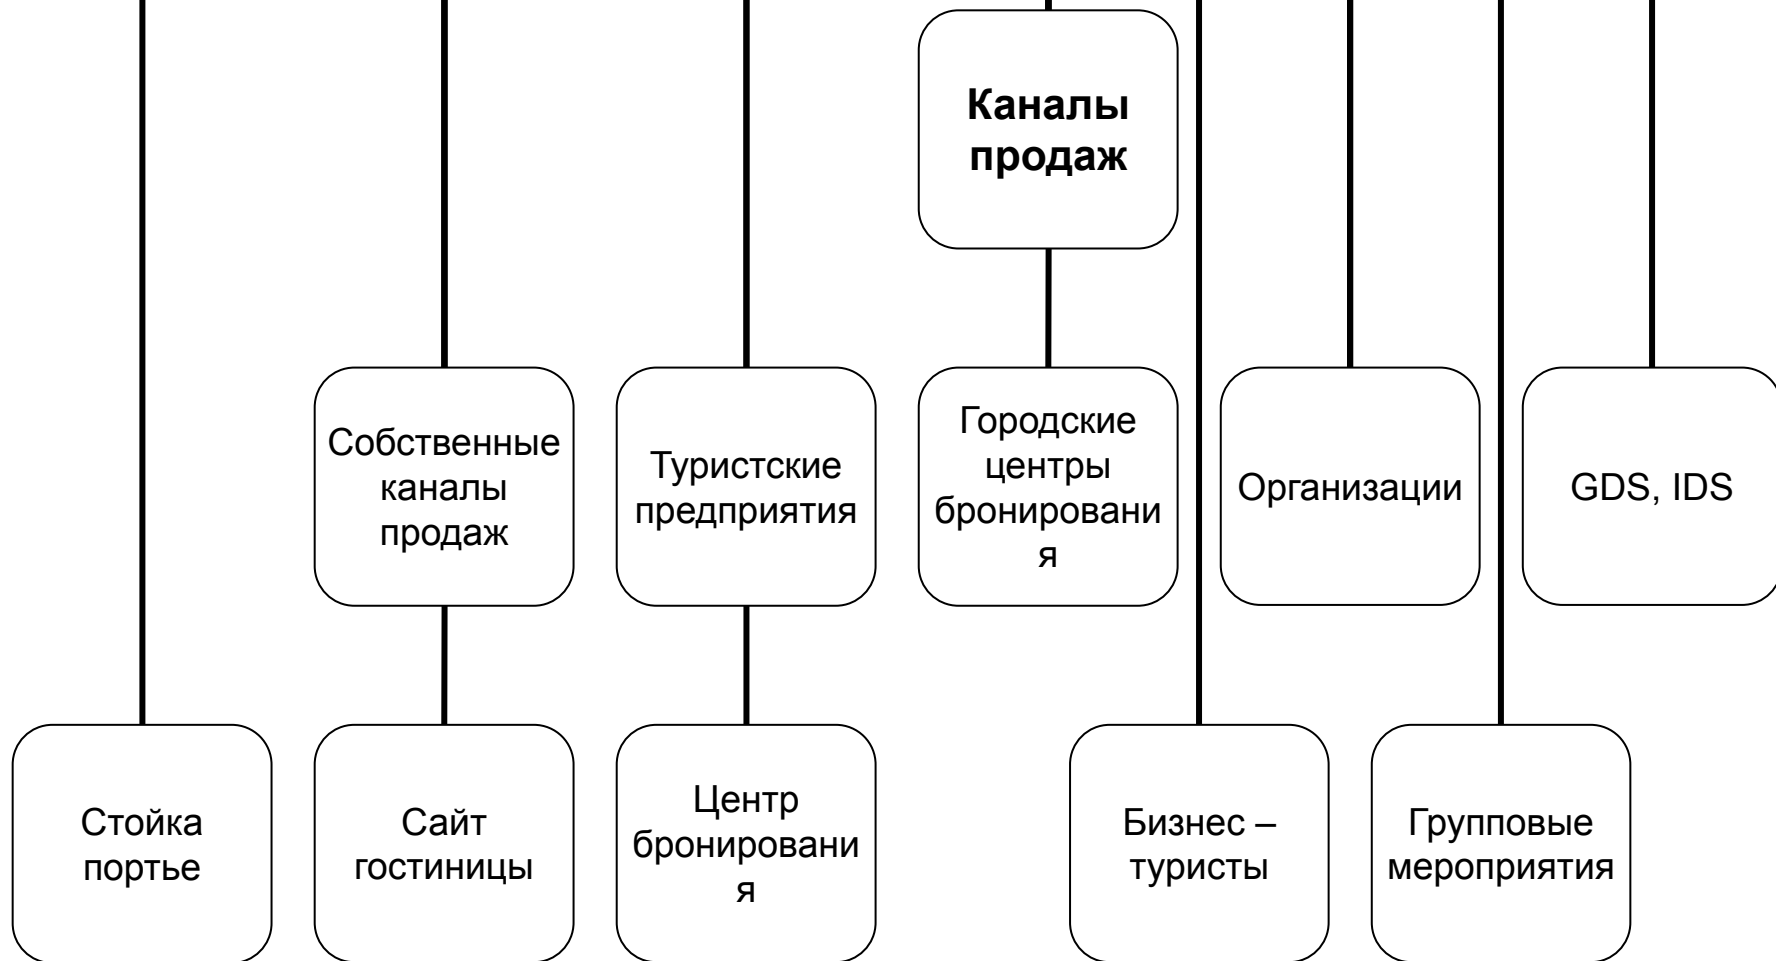 Каналы
продаж
Собственные
каналы
продаж
Туристские
предприятия
Городские
центры
бронировани
я
Организации
GDS, IDS
Стойка
портье
Сайт
гостиницы
Центр
бронировани
я
Бизнес –
туристы
Групповые
мероприятия